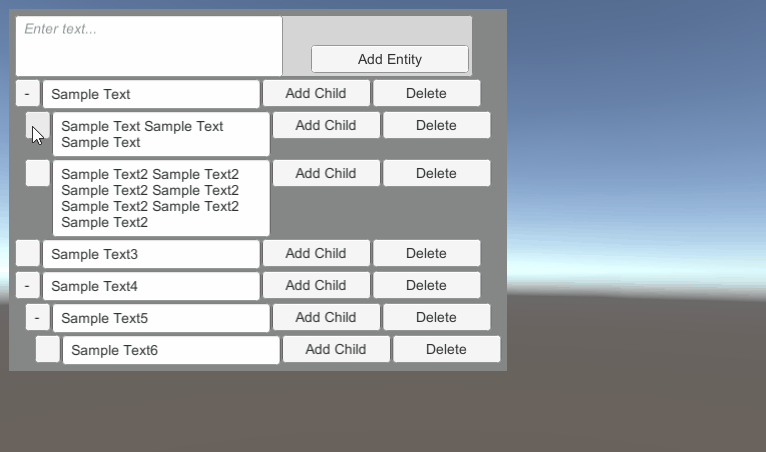 Enter text...
Add Entity
- Sample Text Add Child Delete
Sample Text Sample Text Add Child Delete
Sample Text
Sample Text2 Sample Text2 Add Child Delete
Sample Text2 Sample Text2
Sample Text2 Sample Text2
Sample Text2
Sample Text3 Add Child Delete
- Sample Text4 Add Child Delete
- Sample Text5 Add Child Delete
Sample Text6 Add Child Delete